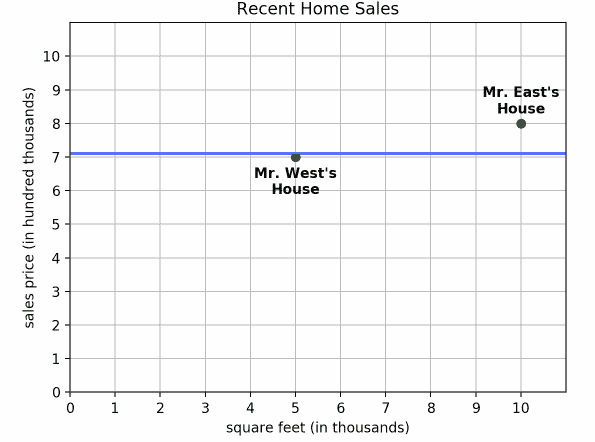 Recent Home Sales
sales price (in hundred thousands)
10
9
8
7
6
5
4
3
2
1
0
Mr. East's
House
Mr. West's
House
0 1 2 3 4 5 6 7 8 9 10
square feet (in thousands)